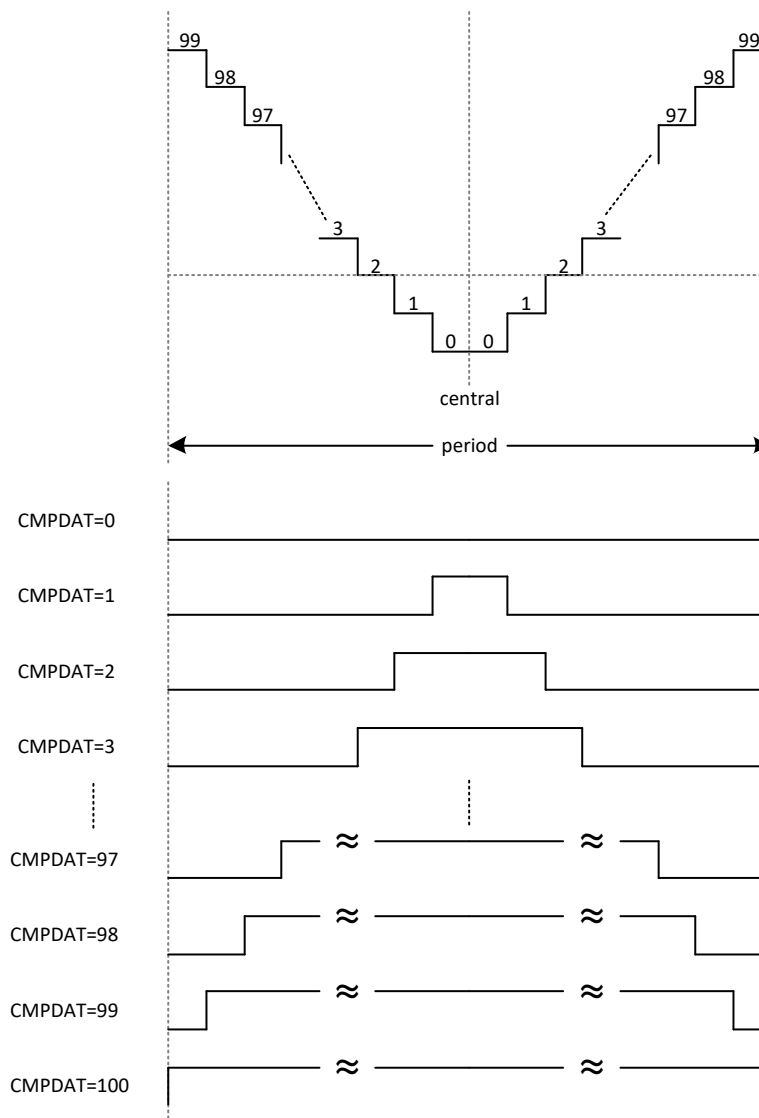 99 99
98 98
97 97
3 3
2 2
1 1
0 0
central
period
CMPDAT=0
CMPDAT=1
CMPDAT=2
CMPDAT=3
CMPDAT=97
CMPDAT=98
CMPDAT=99
CMPDAT=100